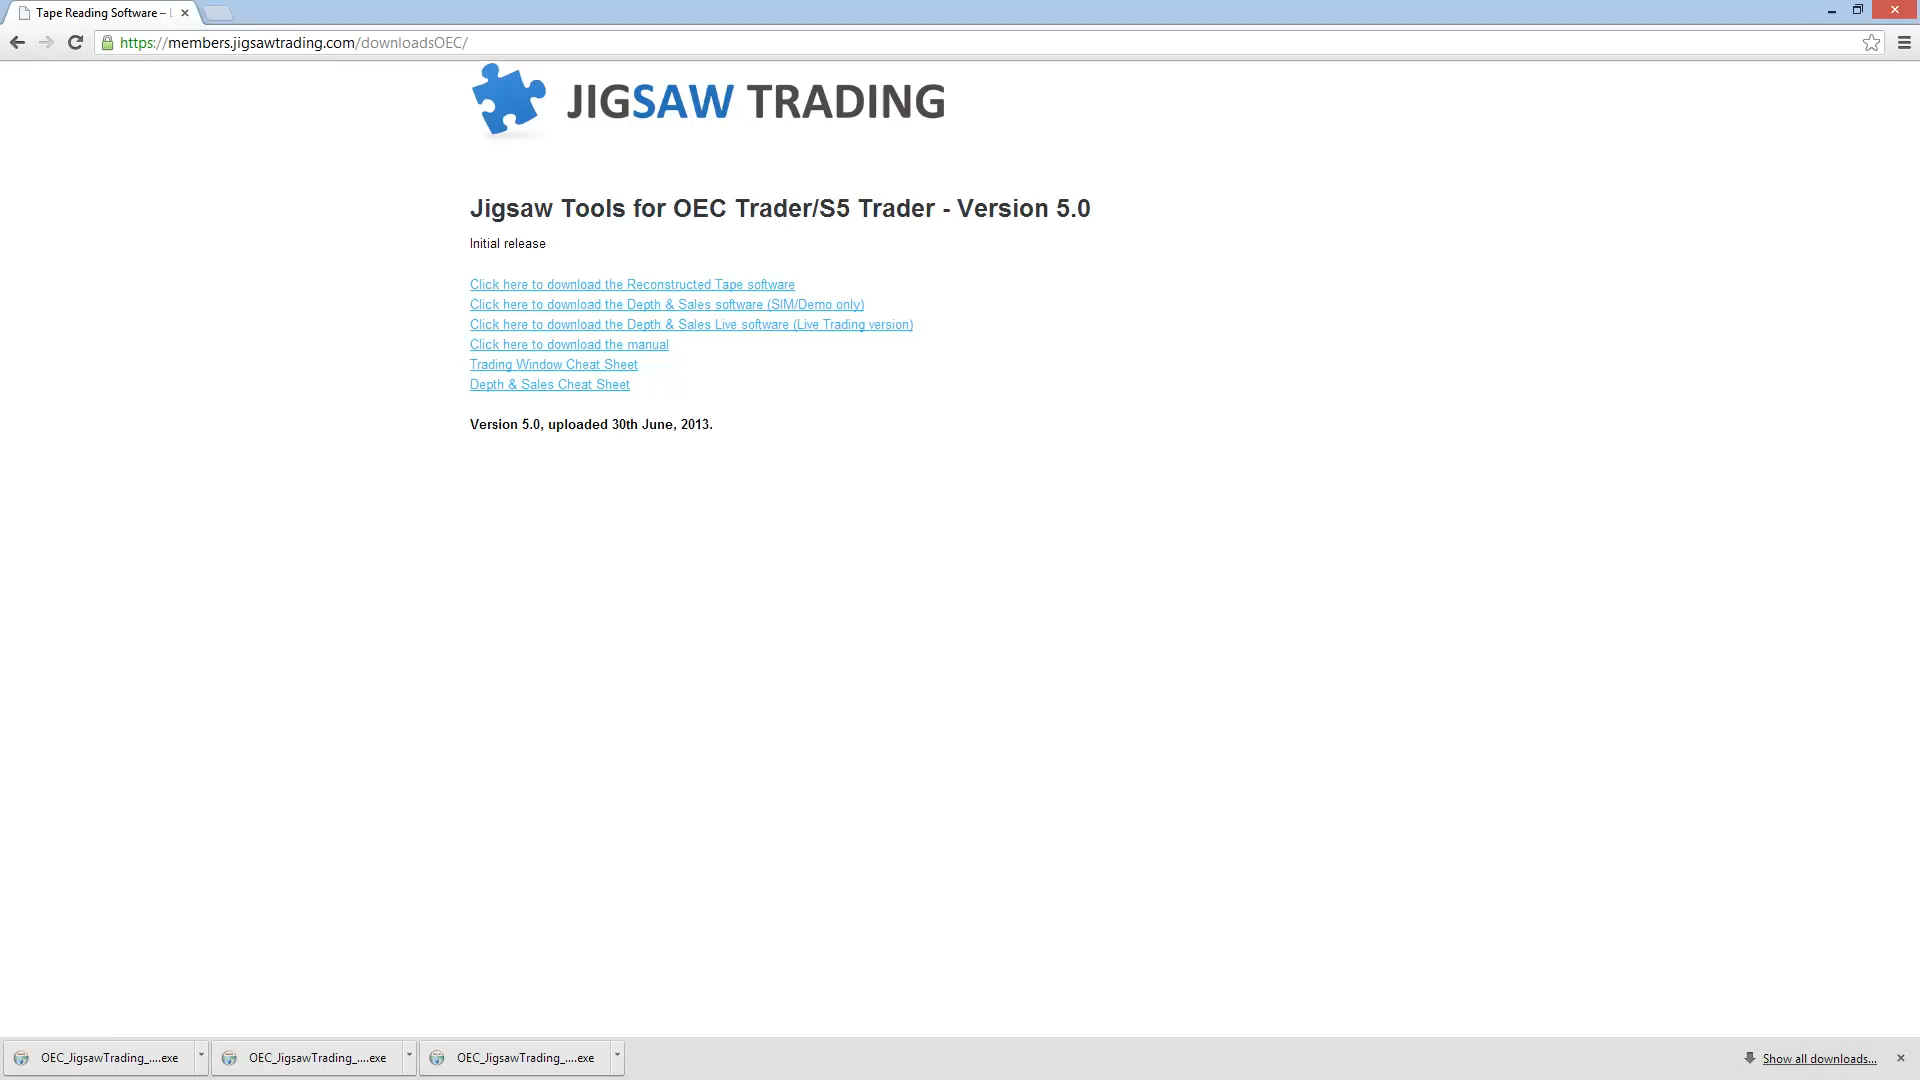 Tape Reading Software –
https://members.jigsawtrading.com/downloadsOEC/
JIGSAW TRADING
Jigsaw Tools for OEC Trader/S5 Trader - Version 5.0
Initial release
Click here to download the Reconstructed Tape software
Click here to download the Depth & Sales software (SIM/Demo only)
Click here to download the Depth & Sales Live software (Live Trading version)
Click here to download the manual
Trading Window Cheat Sheet
Depth & Sales Cheat Sheet
Version 5.0, uploaded 30th June, 2013.
OEC_JigsawTrading_....exe OEC_JigsawTrading_....exe OEC_JigsawTrading_....exe Show all downloads...